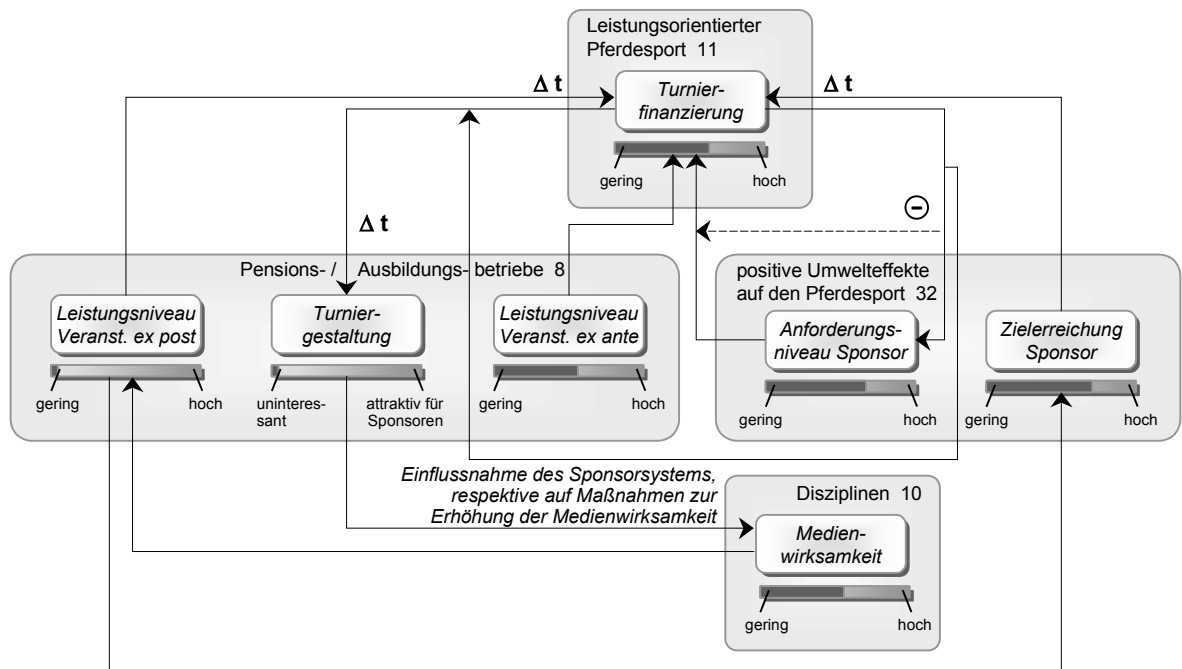 Leistungsorientierter
Pferdesport 11
Δ t
Turnier-
finanzierung
Δ t
gering
hoch
Δ t
−
Pensions- / Ausbildungs- betriebe 8
Leistungsniveau
Veranst. ex post
gering
hoch
Turnier-
gestaltung
uninteres-
sant
attraktiv für
Sponsoren
Leistungsniveau
Veranst. ex ante
gering
hoch
positive Umwelteffekte
auf den Pferdesport 32
Anforderungs-
niveau Sponsor
gering
hoch
Zielerreichung
Sponsor
gering
hoch
Einflussnahme des Sponsorsystems,
respektive auf Maßnahmen zur
Erhöhung der Medienwirksamkeit
Disziplinen 10
Medien-
wirksamkeit
gering
hoch